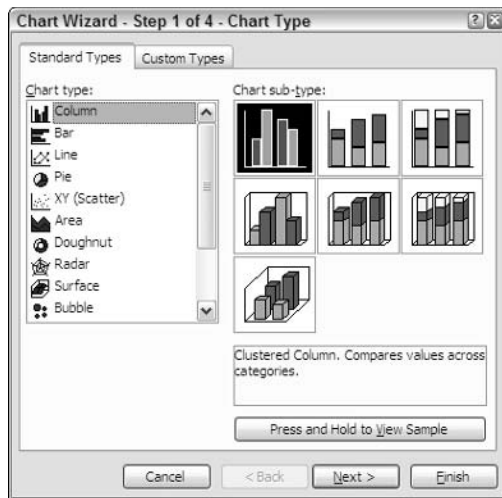 Chart Wizard - Step 1 of 4 - Chart Type
Standard Types
Custom Types
Chart type:
Column
Bar
Line
Pie
XY (Scatter)
Area
Doughnut
Radar
Surface
Bubble
Chart sub-type:
Clustered Column. Compares values across
categories.
Press and Hold to View Sample
Cancel
< Back
Next >
Finish